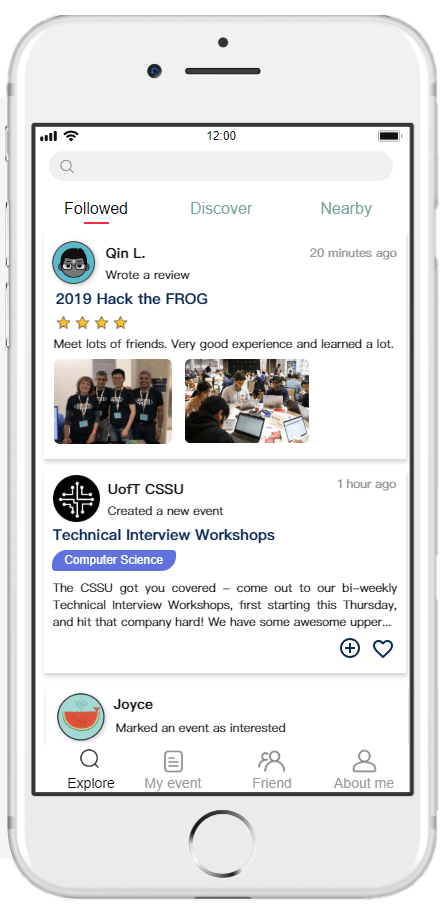 12:00
Followed Discover Nearby
Qin L. 20 minutes ago
Wrote a review
2019 Hack the FROG
Meet lots of friends. Very good experience and learned a lot.
UofT CSSU 1 hour ago
Created a new event
Technical Interview Workshops
Computer Science
The CSSU got you covered – come out to our bi-weekly
Technical Interview Workshops, first starting this Thursday,
and hit that company hard! We have some awesome upper...
Joyce
Marked an event as interested
Explore My event Friend About me